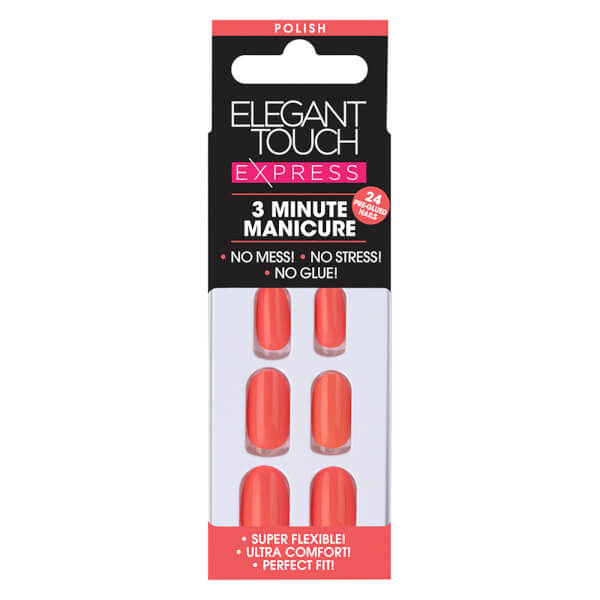 POLISH
ELEGANT
TOUCH
EXPRESS
24
PRE-GLUED
NAILS
3 MINUTE
MANICURE
• NO MESS! • NO STRESS!
• NO GLUE!
• SUPER FLEXIBLE!
• ULTRA COMFORT!
• PERFECT FIT!